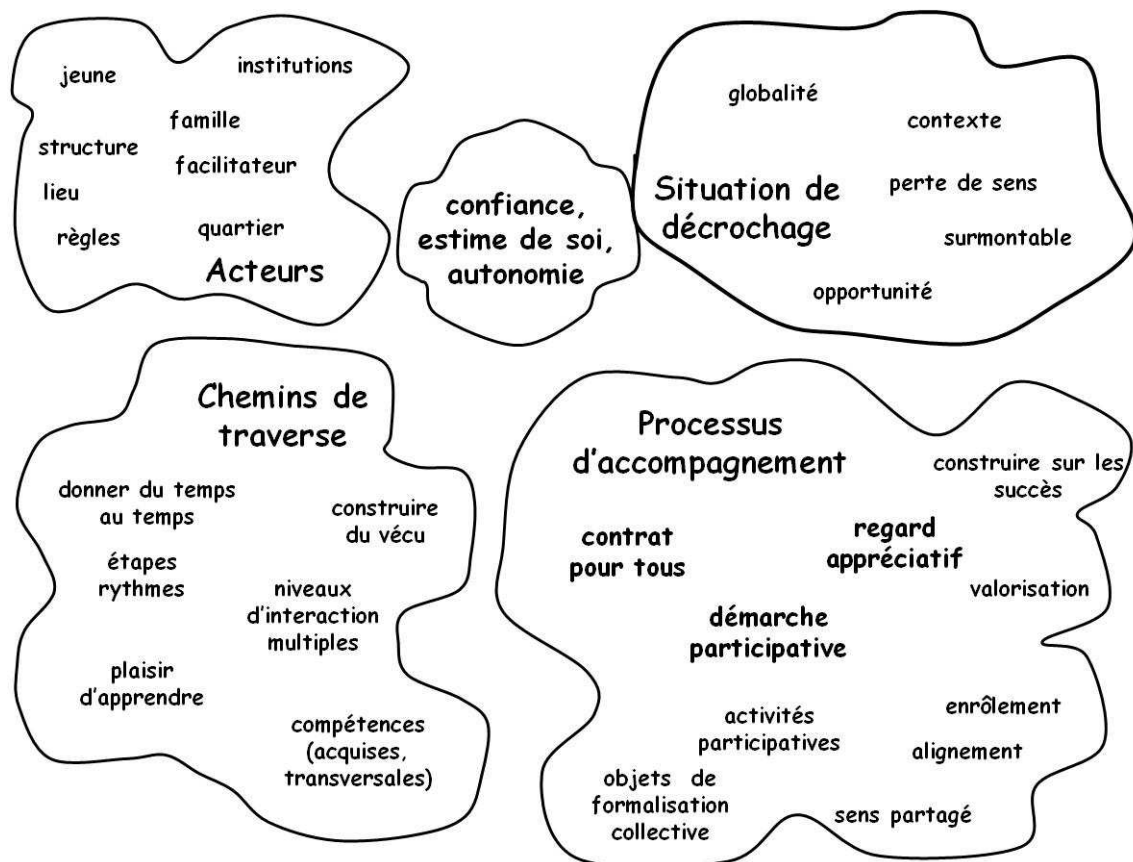 jeune
institutions
famille
structure
facilitateur
lieu
règles
quartier
Acteurs
confiance,
estime de soi,
autonomie
globalité
contexte
Situation de
décrochage
perte de sens
surmontable
opportunité
Chemins de
traverse
donner du temps
au temps
construire
du vécu
étapes
rythmes
niveaux
d'interaction
multiples
plaisir
d'apprendre
compétences
(acquises,
transversales)
Processus
d'accompagnement
construire sur les
succès
contrat
pour tous
regard
appréciatif
valorisation
démarche
participative
activités
participatives
enrôlement
alignement
objets de
formalisation
collective
sens partagé